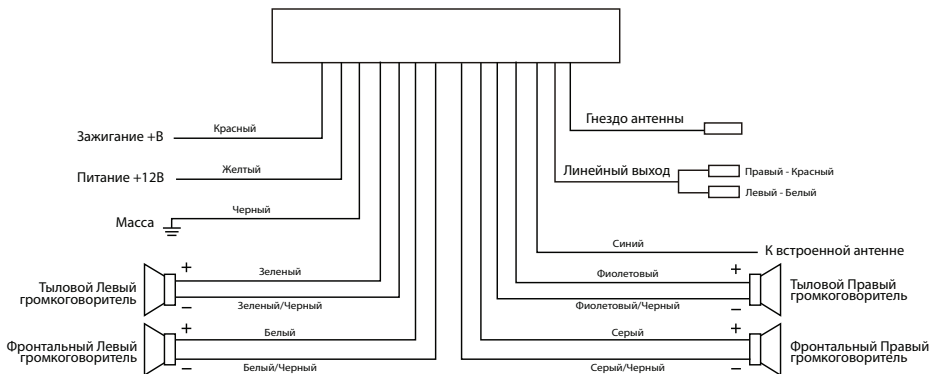 Зажигание +В
Красный
Питание +12В
Желтый
Масса
Черный
Тыловой Левый
громкоговоритель
+
Зеленый
–
Зеленый/Черный
Фронтальный Левый
громкоговоритель
+
Белый
–
Белый/Черный
Гнездо антенны
Линейный выход
Правый - Красный
Левый - Белый
Синий
К встроенной антенне
Фиолетовый
+
Фиолетовый/Черный
–
Тыловой Правый
громкоговоритель
Серый
+
Серый/Черный
–
Фронтальный Правый
громкоговоритель